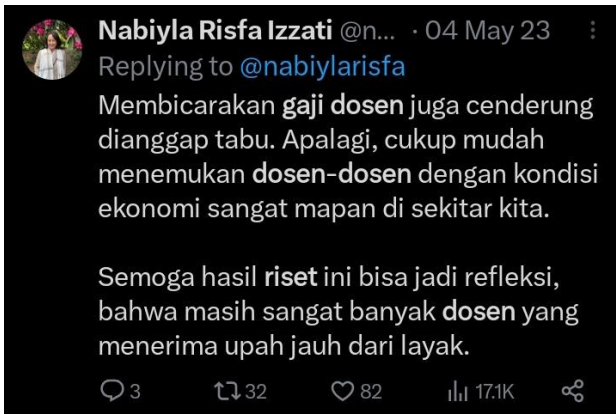 Nabiyla Risfa Izzati @n... · 04 May 23
Replying to @nabiylarisfa
Membicarakan gaji dosen juga cenderung
dianggap tabu. Apalagi, cukup mudah
menemukan dosen-dosen dengan kondisi
ekonomi sangat mapan di sekitar kita.
Semoga hasil riset ini bisa jadi refleksi,
bahwa masih sangat banyak dosen yang
menerima upah jauh dari layak.
3 32 82 17.1K